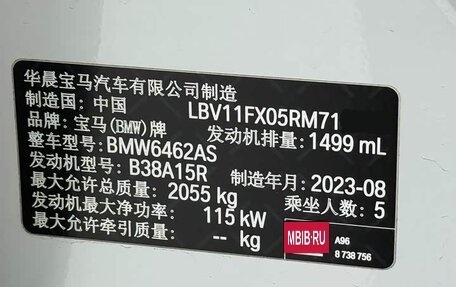 华晨宝马汽车有限公司制造
制造国: 中国 LBV11FX05RM71
品牌: 宝马(BMW)牌 发动机排量: 1499 mL
整车型号: BMW6462AS
发动机型号: B38A15R 制造年月: 2023-08
最大允许总质量: 2055 kg 乘坐人数: 5
发动机最大净功率: 115 kW
最大允许牵引质量: -- kg
MBIB.RU
A96
8 738 756